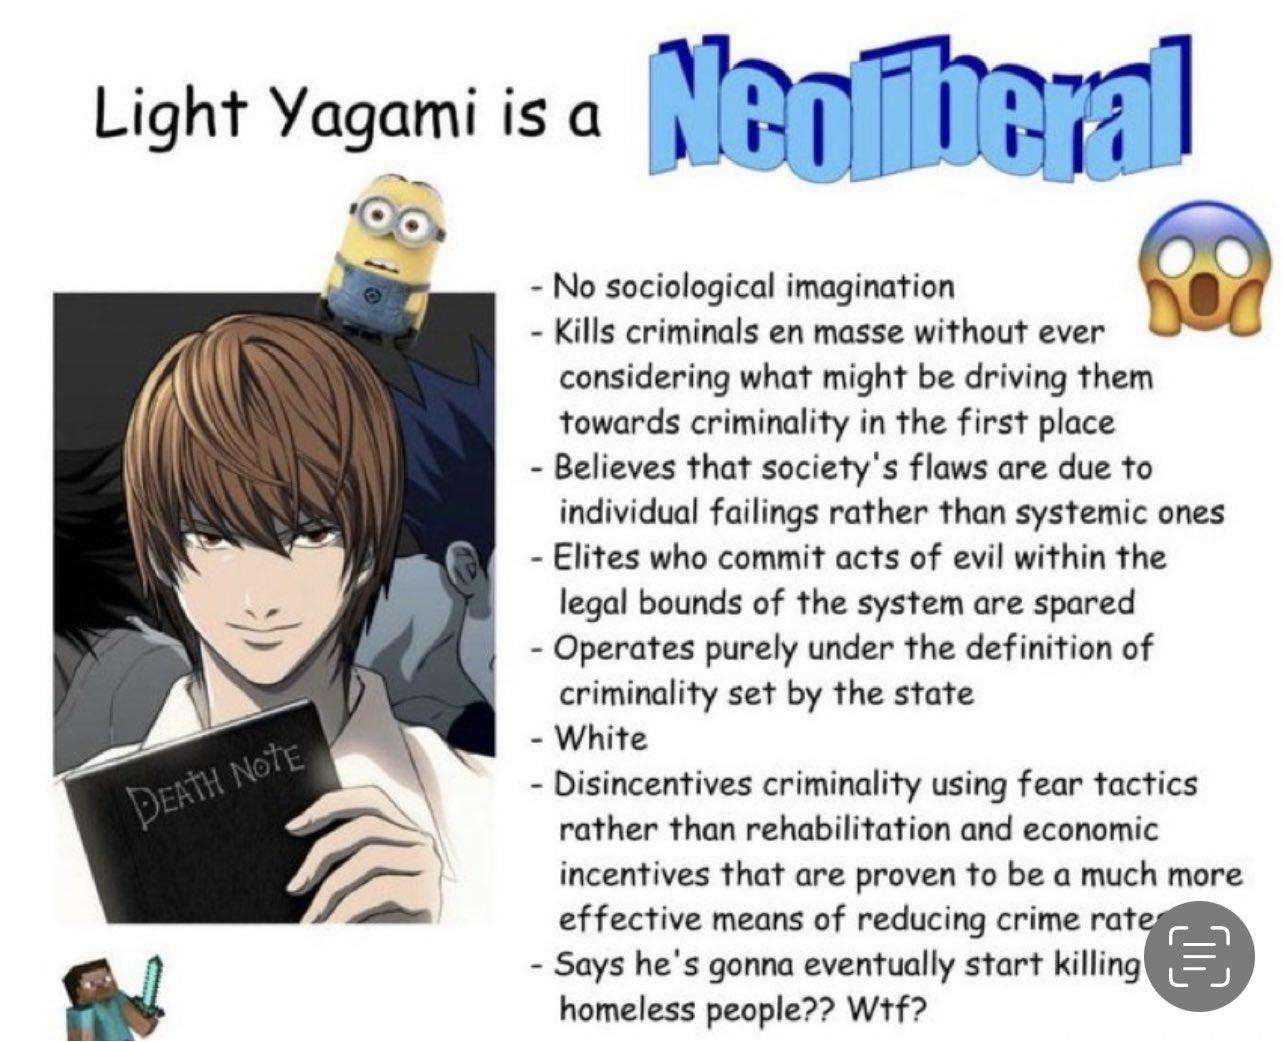 Light Yagami is a Neoliberal
- No sociological imagination
- Kills criminals en masse without ever
considering what might be driving them
towards criminality in the first place
- Believes that society's flaws are due to
individual failings rather than systemic ones
- Elites who commit acts of evil within the
legal bounds of the system are spared
- Operates purely under the definition of
criminality set by the state
- White
- Disincentives criminality using fear tactics
rather than rehabilitation and economic
incentives that are proven to be a much more
effective means of reducing crime rates
- Says he's gonna eventually start killing
homeless people?? Wtf?
DEATH NOTE